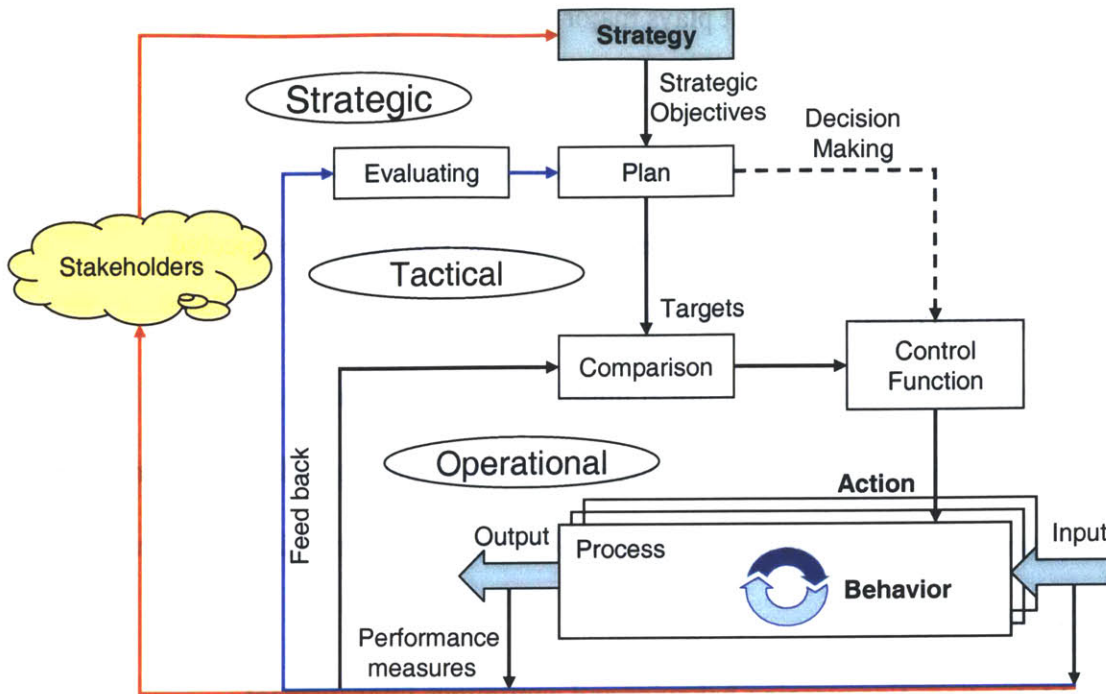 Strategy
Strategic
Objectives
Strategic
Decision
Making
Evaluating
Plan
Stakeholders
Tactical
Targets
Comparison
Control
Function
Feed back
Operational
Action
Output
Process
Input
Behavior
Performance
measures